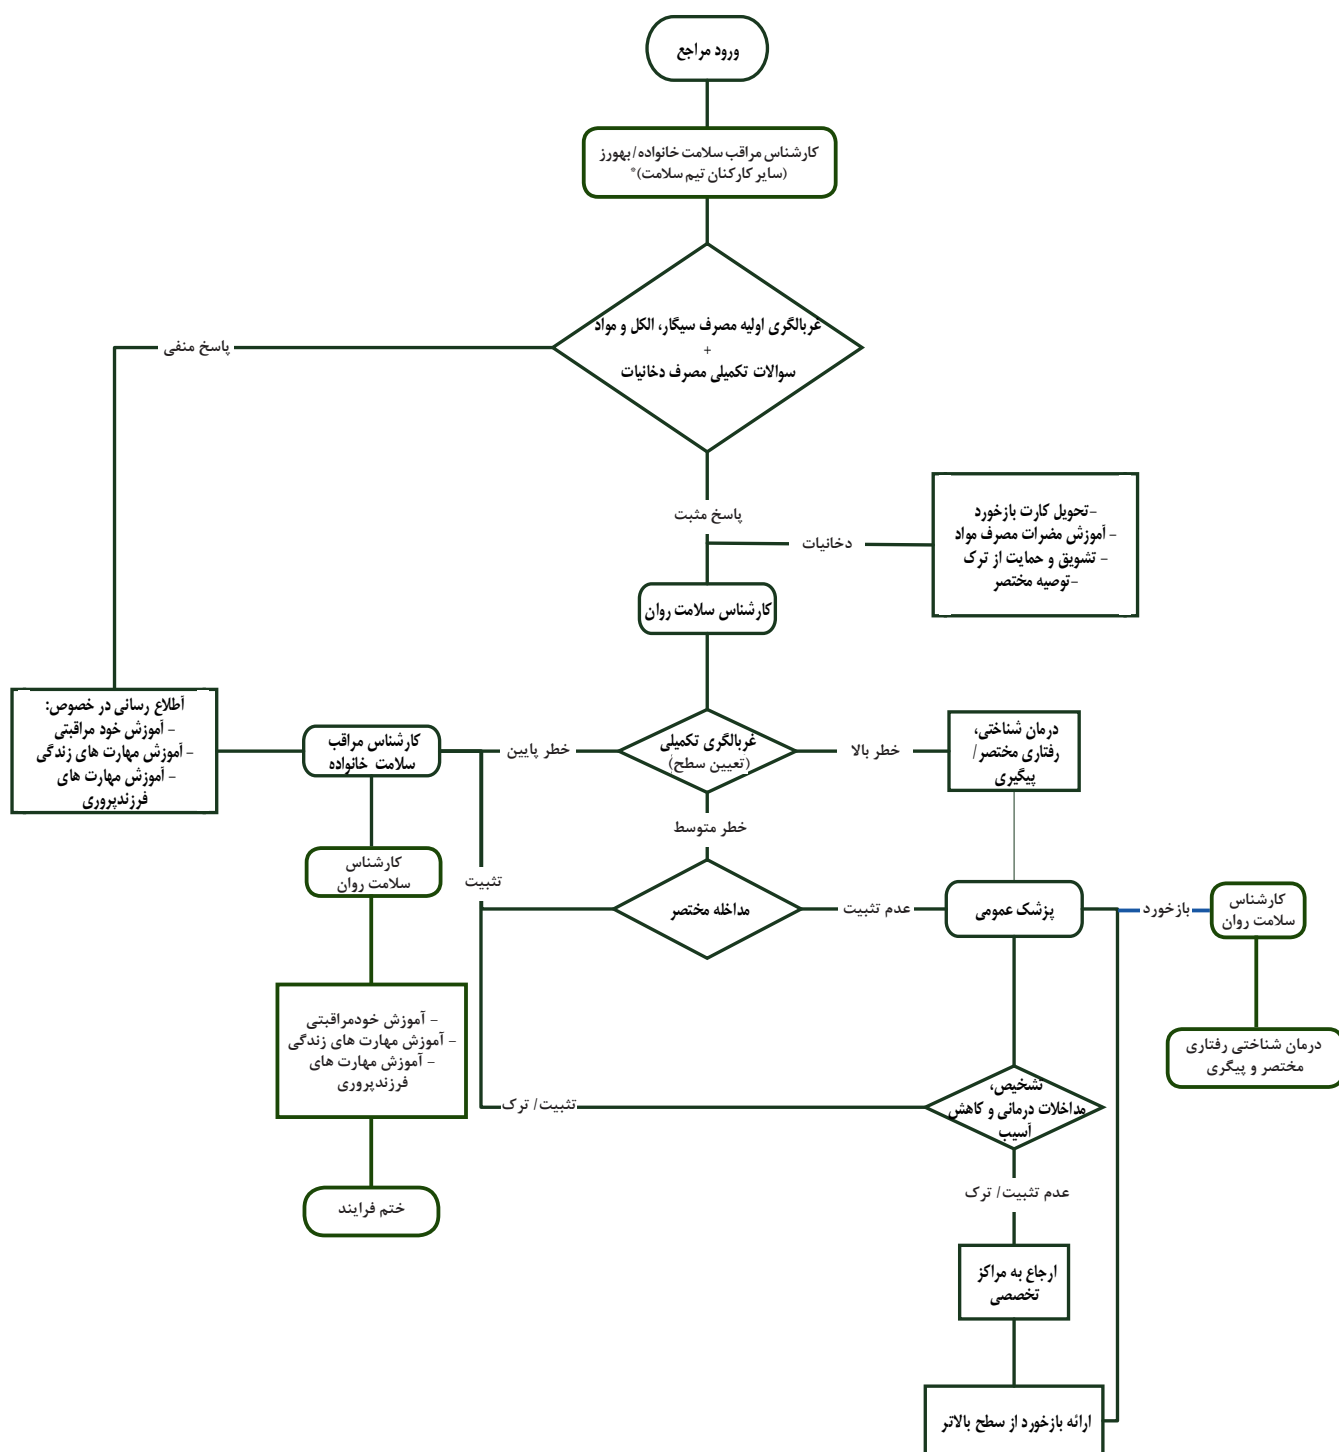 ورود مراجع
کارشناس مراقب سلامت خانواده/بهورز
(سایر کارکنان تیم سلامت)*
غربالگری اولیه مصرف سیگار، الکل و مواد
+
سوالات تکمیلی مصرف دخانیات
پاسخ منفی
پاسخ مثبت
دخانیات
-تحویل کارت بازخورد
- آموزش مضرات مصرف مواد
- تشویق و حمایت از ترک
-توصیه مختصر
کارشناس سلامت روان
اطلاع رسانی در خصوص:
- آموزش خود مراقبتی
- آموزش مهارت های زندگی
- آموزش مهارت های
فرزندپروری
کارشناس مراقب
سلامت خانواده
خطر پایین
غربالگری تکمیلی
(تعیین سطح)
خطر بالا
درمان شناختی،
رفتاری مختصر/
پیگیری
خطر متوسط
کارشناس
سلامت روان
تثبیت
مداخله مختصر
عدم تثبیت
پزشک عمومی
بازخورد
کارشناس
سلامت روان
- آموزش خودمراقبتی
- آموزش مهارت های زندگی
- آموزش مهارت های
فرزندپروری
درمان شناختی رفتاری
مختصر و پیگری
تثبیت/ ترک
تشخیص،
مداخلات درمانی و کاهش
آسیب
عدم تثبیت/ ترک
ختم فرایند
ارجاع به مراکز
تخصصی
ارائه بازخورد از سطح بالاتر